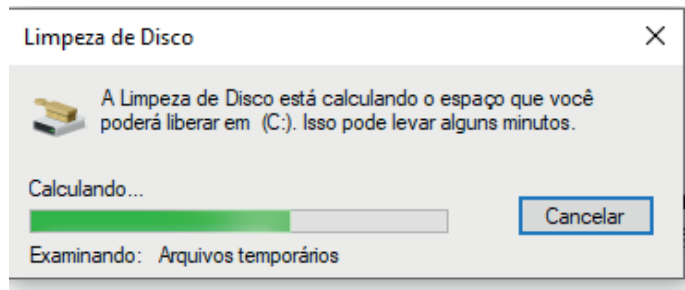 Limpeza de Disco
A Limpeza de Disco está calculando o espaço que você
poderá liberar em (C:). Isso pode levar alguns minutos.
Calculando...
Cancelar
Examinando: Arquivos temporários